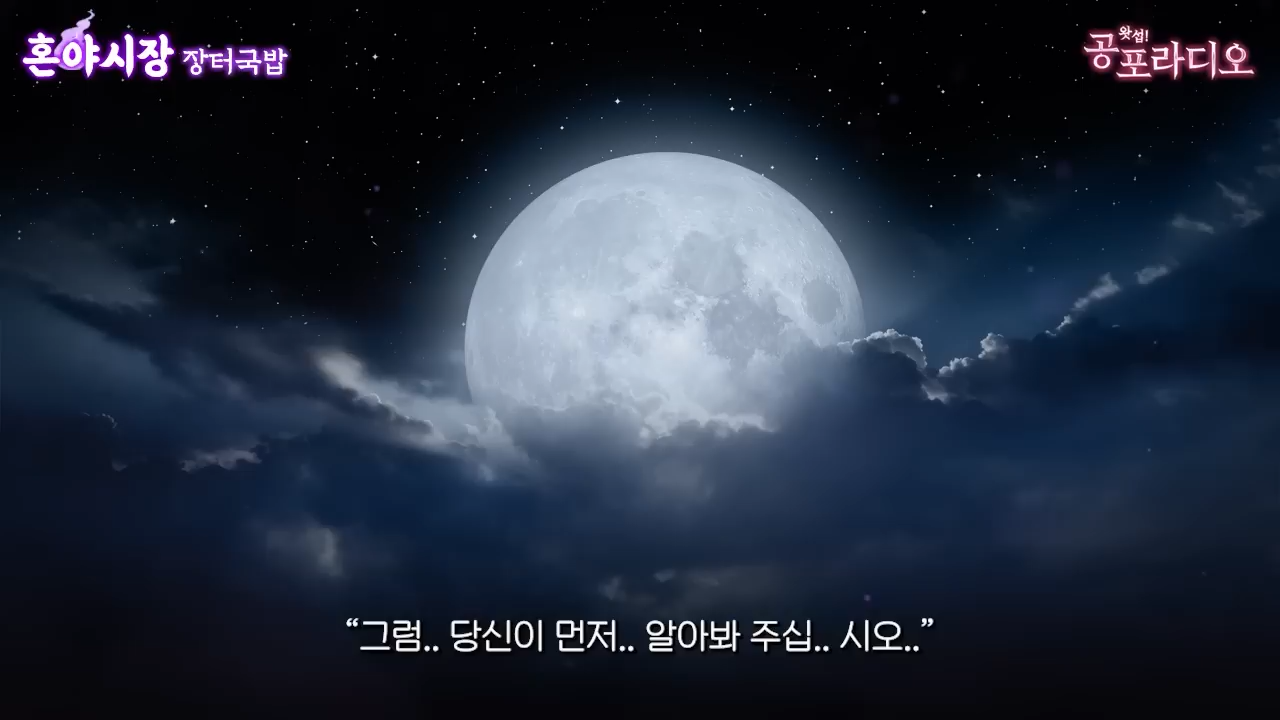 혼야시장 장터국밥
왓섭!
공포라디오
“그럼.. 당신이 먼저.. 알아봐 주십.. 시오..”